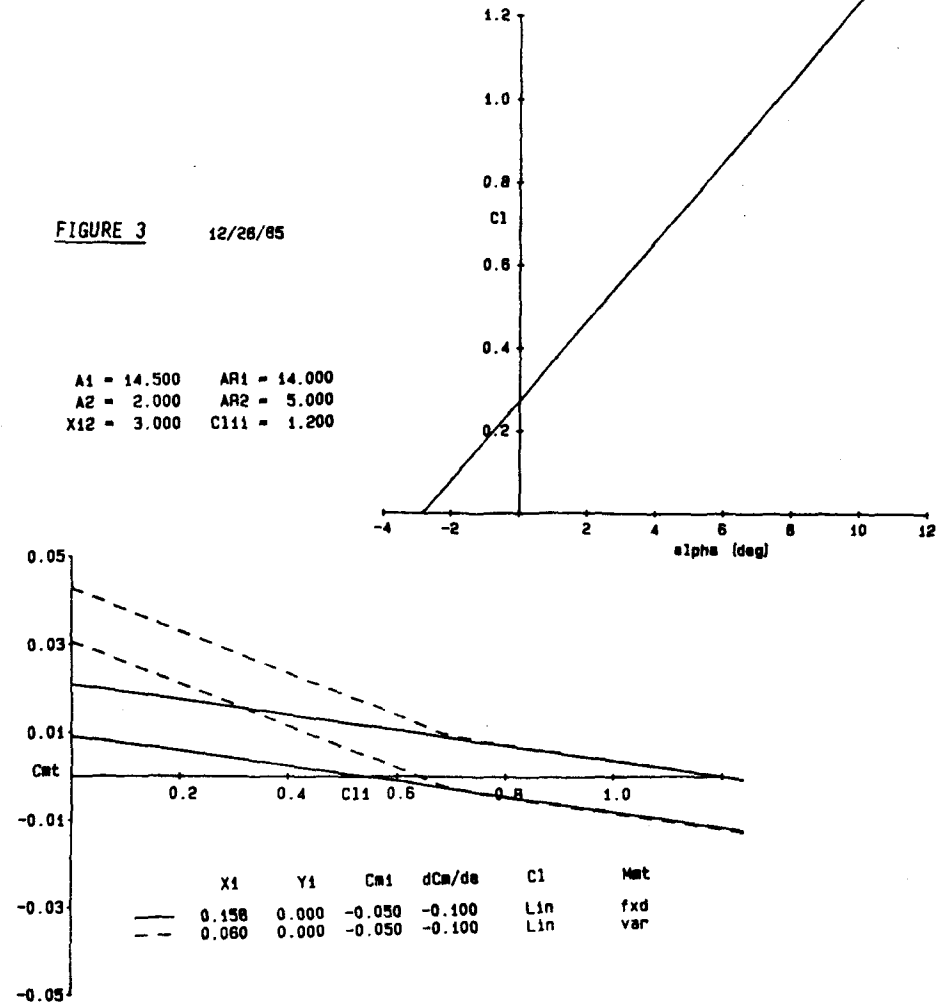 1.2
1.0
0.8
Cl
0.6
0.4
0.2
-4 -2 0 2 4 6 8 10 12
alpha (deg)
FIGURE 3 12/26/85
A1 = 14.500 AR1 = 14.000
A2 = 2.000 AR2 = 5.000
X12 = 3.000 Cl11 = 1.200
0.05
0.03
0.01
Cmt
0.2 0.4 Cl1 0.6 0.8 1.0
-0.01
-0.03
-0.05
X1 Y1 Cm1 dCm/de Cl Mmt
0.158 0.000 -0.050 -0.100 Lin fxd
0.060 0.000 -0.050 -0.100 Lin var